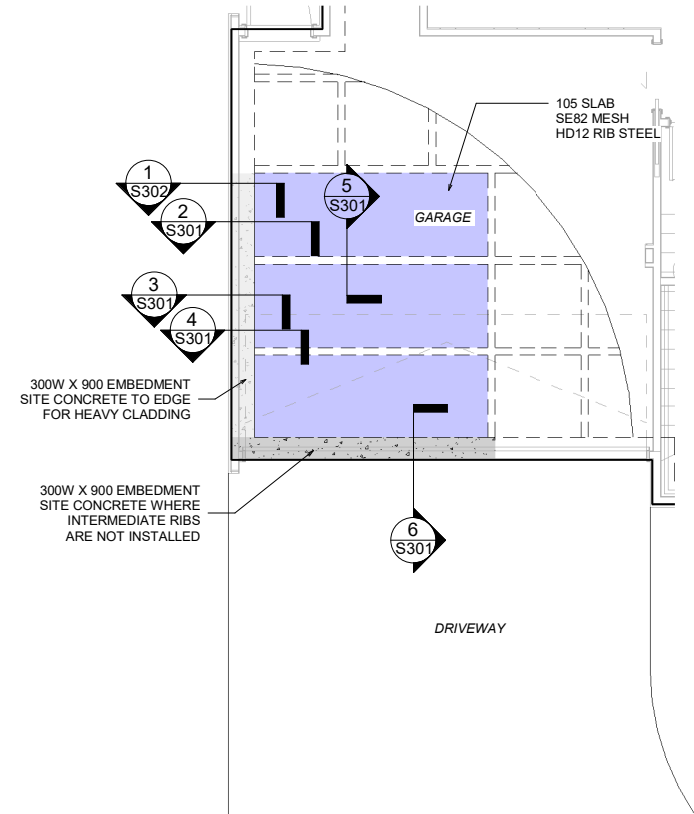 105 SLAB
SE82 MESH
HD12 RIB STEEL
1
S302
5
S301
2
S301
GARAGE
3
S301
4
S301
300W X 900 EMBEDMENT
SITE CONCRETE TO EDGE
FOR HEAVY CLADDING
300W X 900 EMBEDMENT
SITE CONCRETE WHERE
INTERMEDIATE RIBS
ARE NOT INSTALLED
6
S301
DRIVEWAY